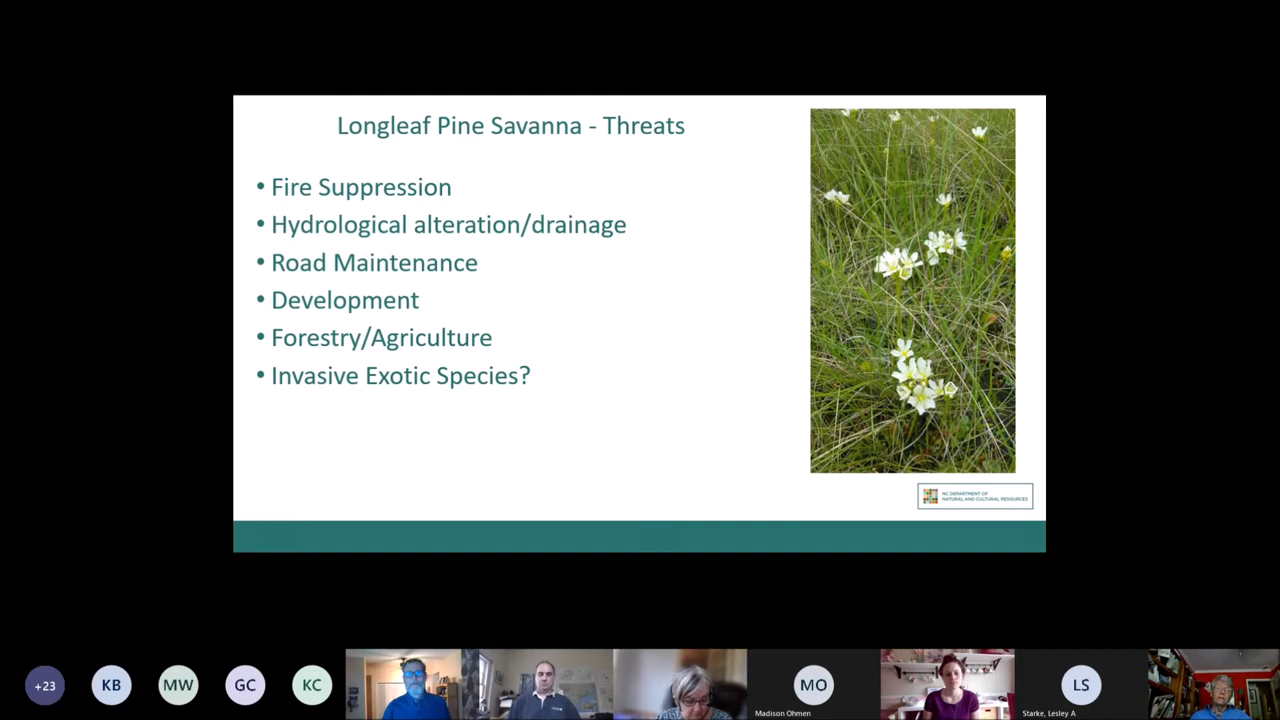 Longleaf Pine Savanna - Threats
• Fire Suppression
• Hydrological alteration/drainage
• Road Maintenance
• Development
• Forestry/Agriculture
• Invasive Exotic Species?
NC DEPARTMENT OF
NATURAL AND CULTURAL RESOURCES
+23
KB
MW
GC
KC
MO
LS
Madison Ohmen
Starke, Lesley A